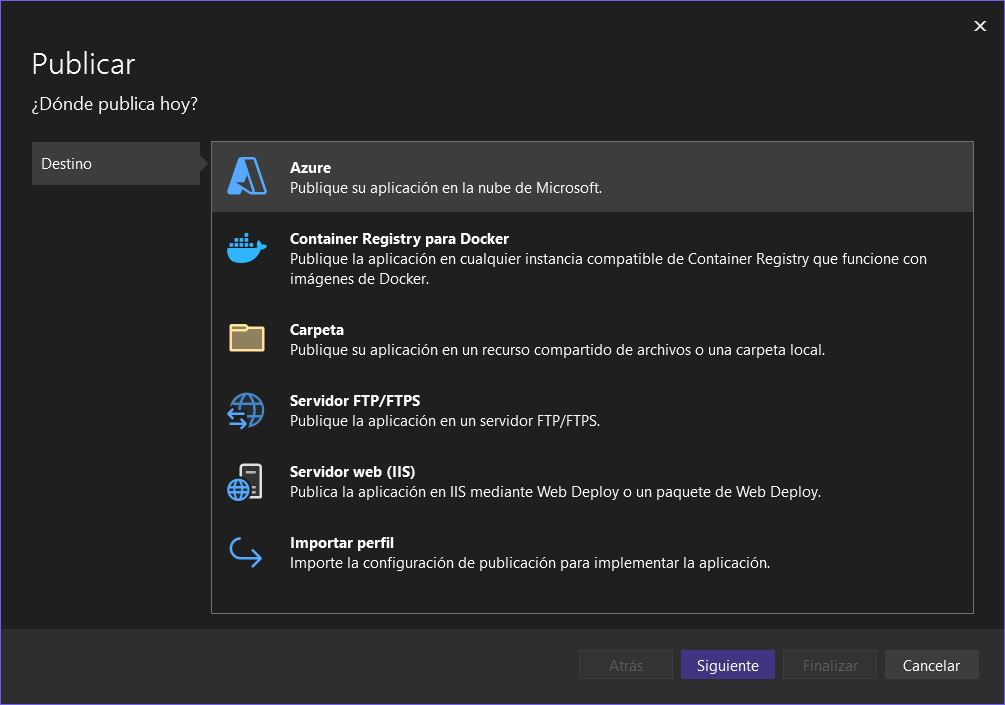 Publicar
¿Dónde publica hoy?
Destino
Azure
Publique su aplicación en la nube de Microsoft.
Container Registry para Docker
Publique la aplicación en cualquier instancia compatible de Container Registry que funcione con
imágenes de Docker.
Carpeta
Publique su aplicación en un recurso compartido de archivos o una carpeta local.
Servidor FTP/FTPS
Publique la aplicación en un servidor FTP/FTPS.
Servidor web (IIS)
Publica la aplicación en IIS mediante Web Deploy o un paquete de Web Deploy.
Importar perfil
Importe la configuración de publicación para implementar la aplicación.
Atrás Siguiente Finalizar Cancelar